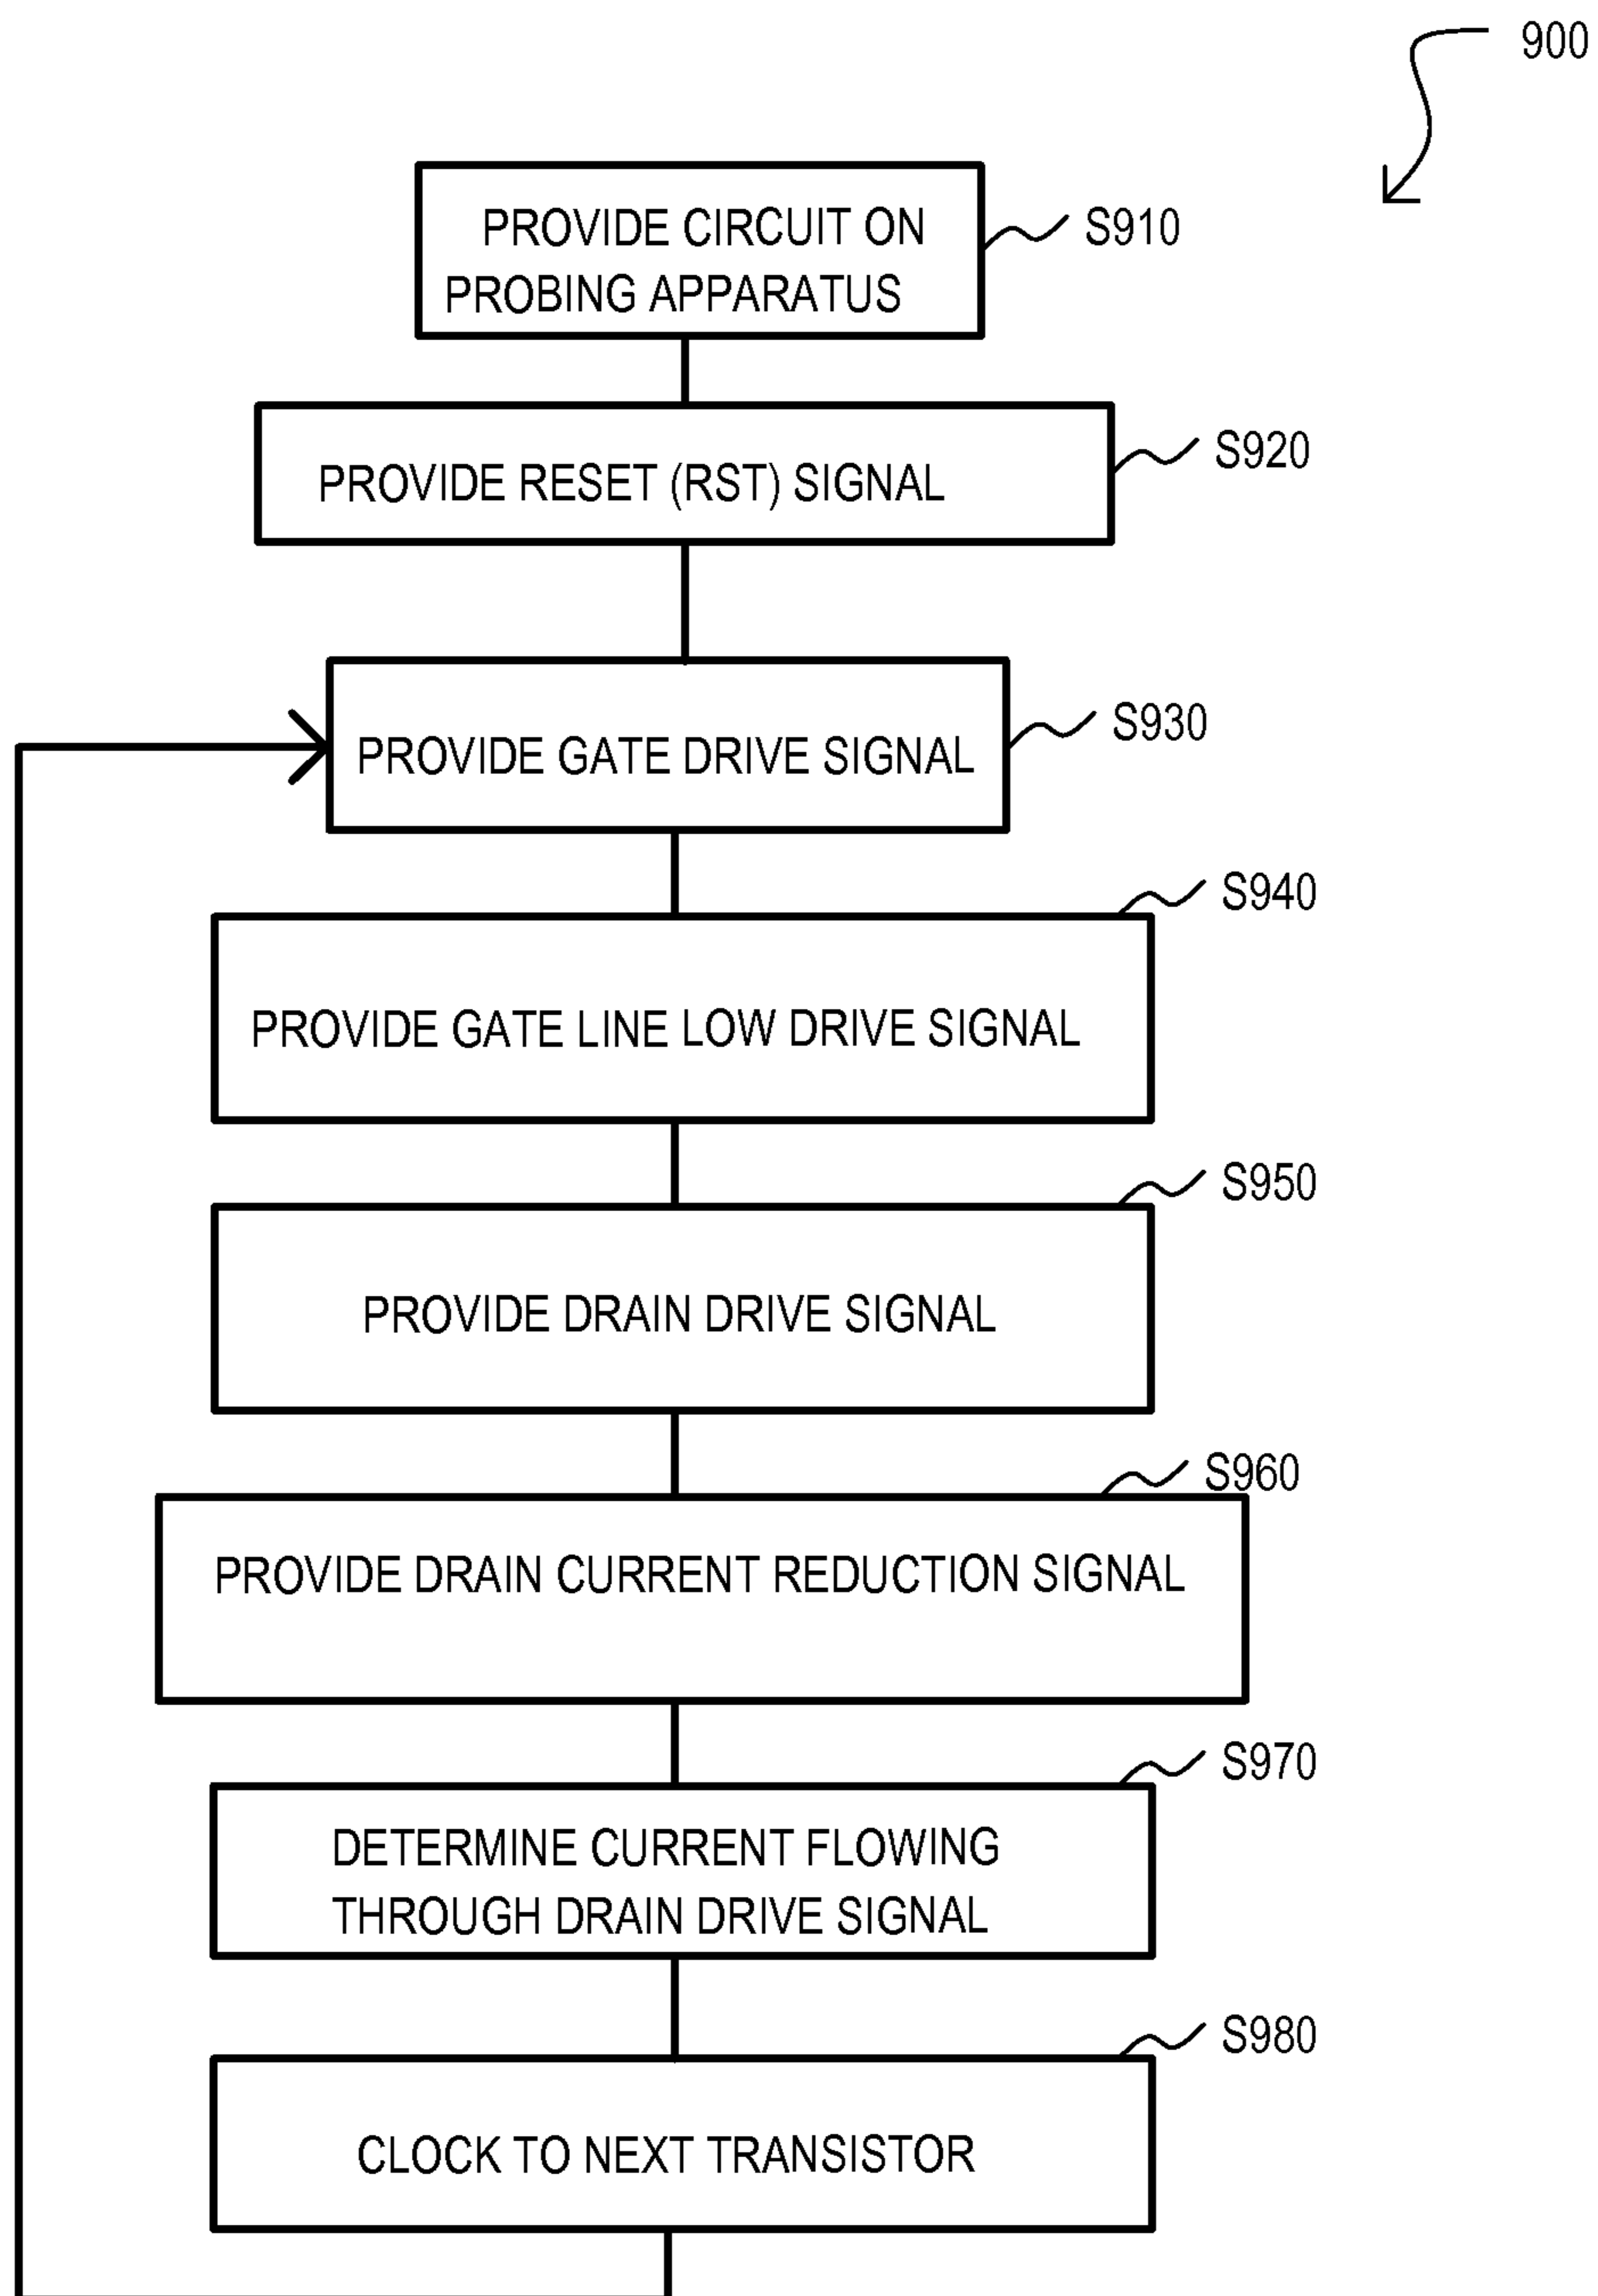 900
PROVIDE CIRCUIT ON
PROBING APPARATUS
S910
PROVIDE RESET (RST) SIGNAL
S920
PROVIDE GATE DRIVE SIGNAL
S930
S940
PROVIDE GATE LINE LOW DRIVE SIGNAL
S950
PROVIDE DRAIN DRIVE SIGNAL
S960
PROVIDE DRAIN CURRENT REDUCTION SIGNAL
S970
DETERMINE CURRENT FLOWING
THROUGH DRAIN DRIVE SIGNAL
S980
CLOCK TO NEXT TRANSISTOR